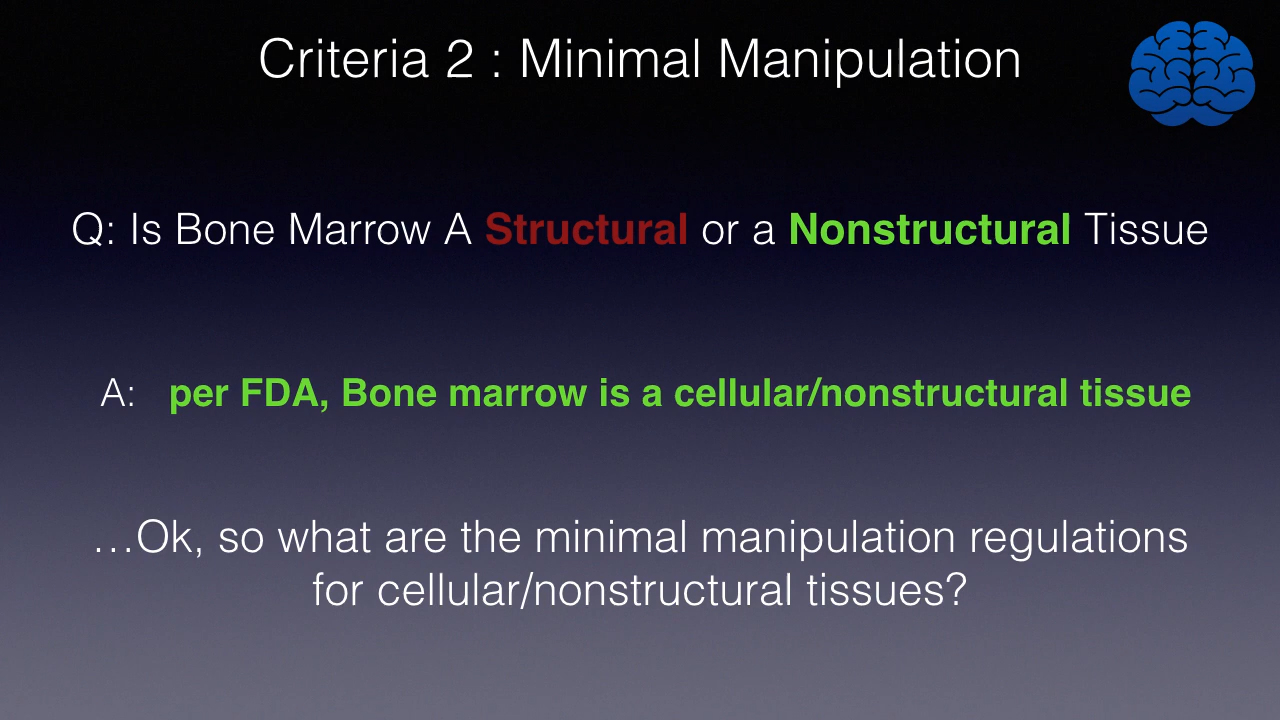 Criteria 2 : Minimal Manipulation
Q: Is Bone Marrow A Structural or a Nonstructural Tissue
A: per FDA, Bone marrow is a cellular/nonstructural tissue
…Ok, so what are the minimal manipulation regulations
for cellular/nonstructural tissues?